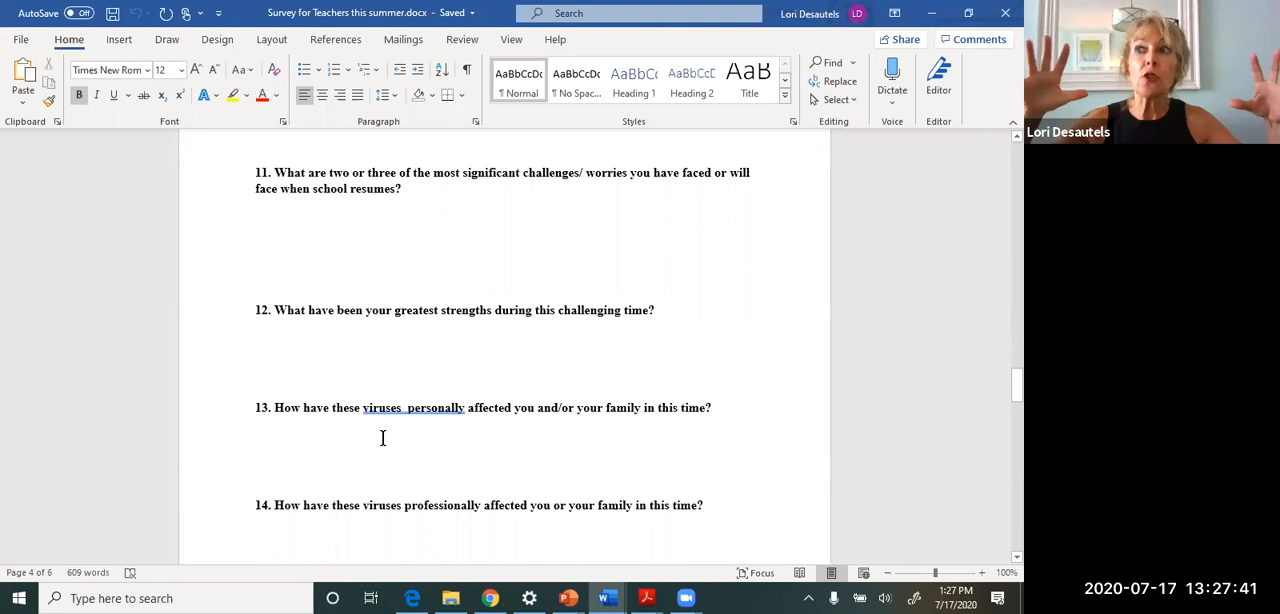 AutoSave Off Survey for Teachers this summer.docx - Saved Search Lori Desautels LD
File Home Insert Draw Design Layout References Mailings Review View Help Share Comments
Paste
Times New Rom 12 A^ Aˇ Aa A
B I U ab x₂ x² A A
AaBbCcDc AaBbCcDc AaBbCc AaBbCcE AaB
¶ Normal ¶ No Spac... Heading 1 Heading 2 Title
Find
Replace
Select
Dictate
Editor
Clipboard Font Paragraph Styles Editing Voice Editor
Lori Desautels
11. What are two or three of the most significant challenges/ worries you have faced or will
face when school resumes?
12. What have been your greatest strengths during this challenging time?
13. How have these viruses  personally affected you and/or your family in this time?
14. How have these viruses professionally affected you or your family in this time?
Page 4 of 6 609 words Focus 100%
Type here to search
1:27 PM
7/17/2020
2020-07-17 13:27:41